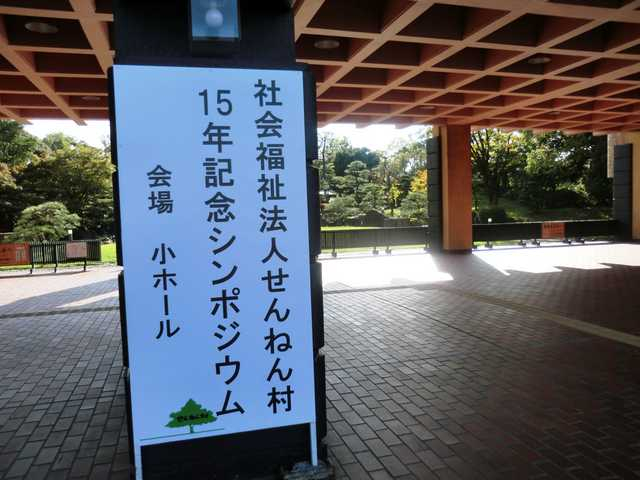 社会福祉法人せんねん村
15年記念シンポジウム
会場 小ホール